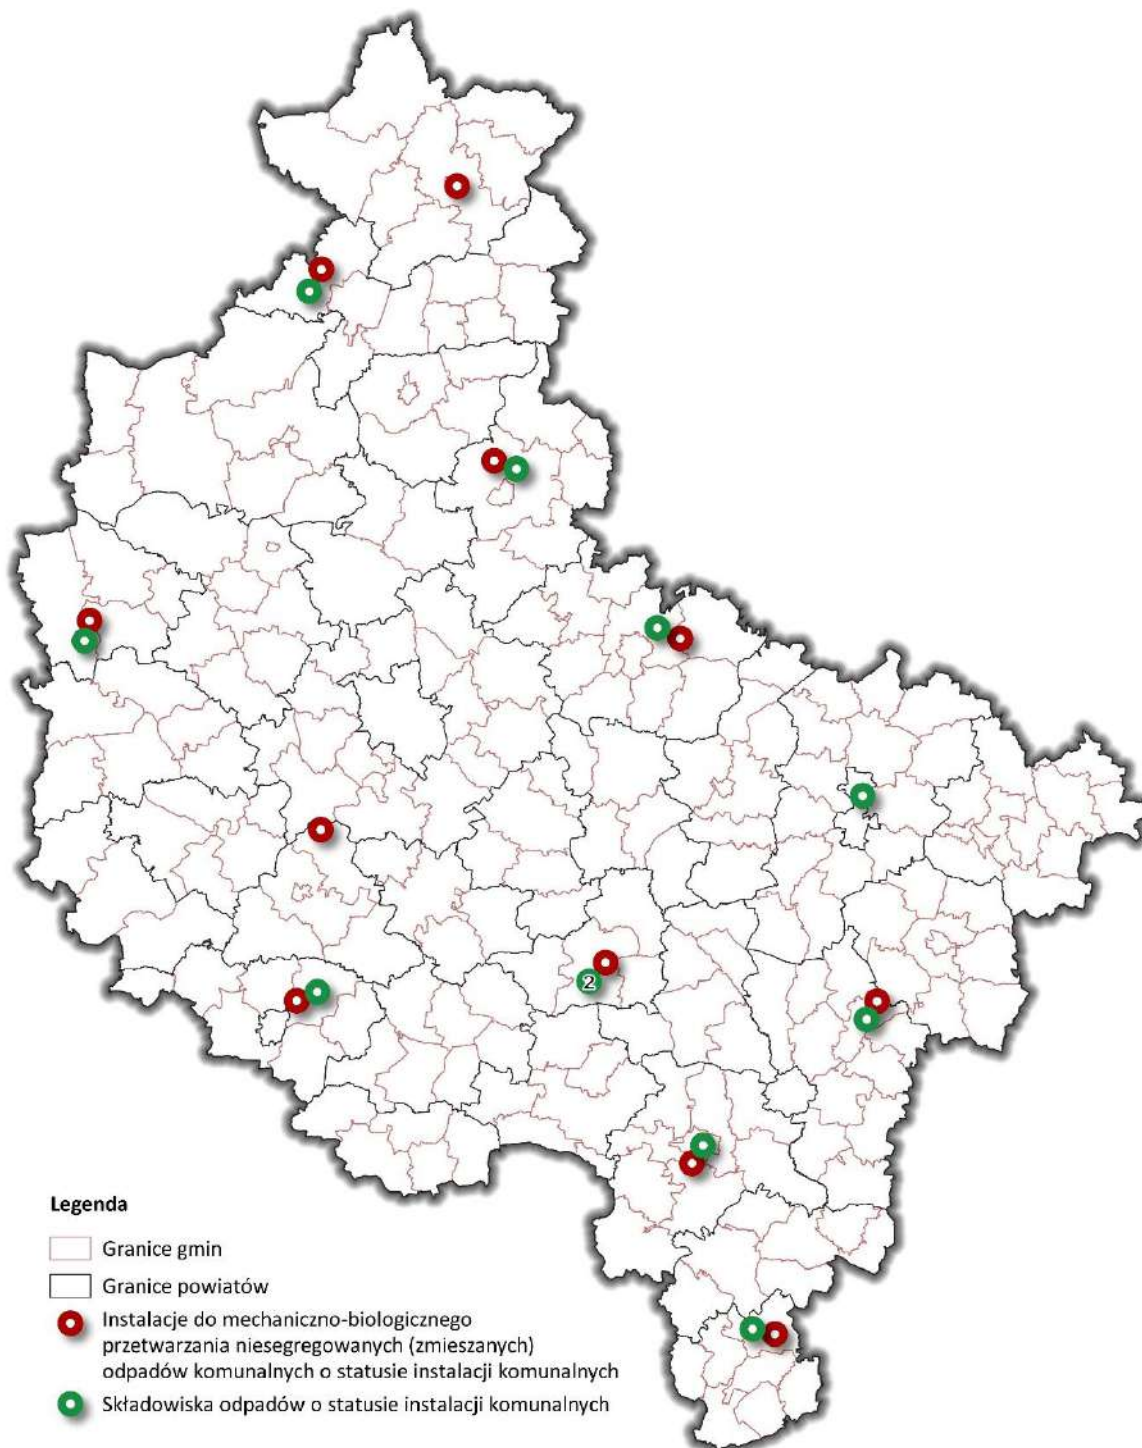 2
Legenda
Granice gmin
Granice powiatów
Instalacje do mechaniczno-biologicznego
przetwarzania niesegregowanych (zmieszanych)
odpadów komunalnych o statusie instalacji komunalnych
Składowiska odpadów o statusie instalacji komunalnych